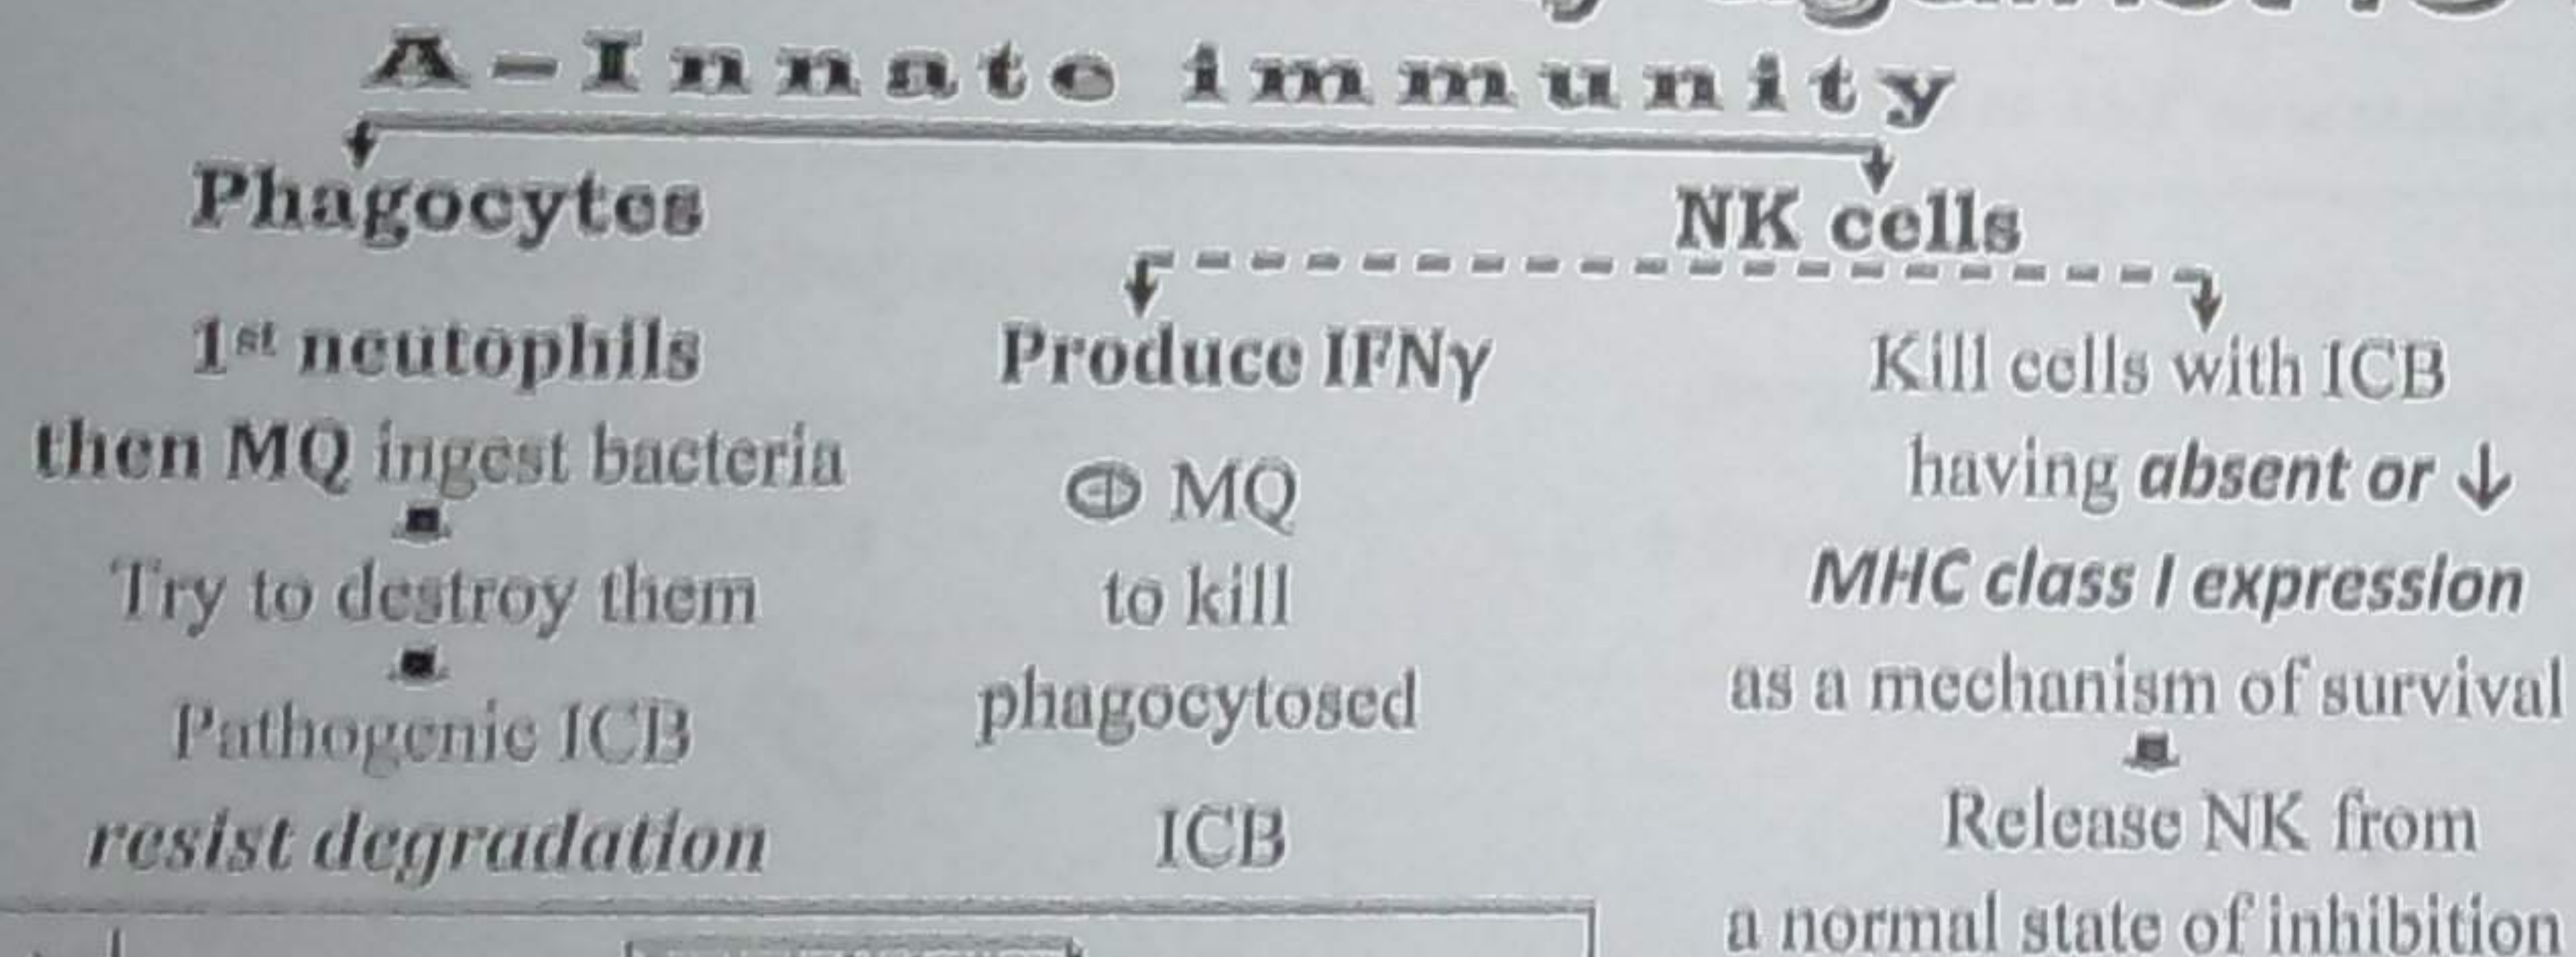 A-Innate immunity
Phagocytes
1st neutophils
then MQ ingest bacteria
Try to destroy them
Pathogenic ICB
resist degradation
NK cells
Produce IFNγ
⊕ MQ
to kill
phagocytosed
ICB
Kill cells with ICB
having absent or ↓
MHC class I expression
as a mechanism of survival
Release NK from
a normal state of inhibition